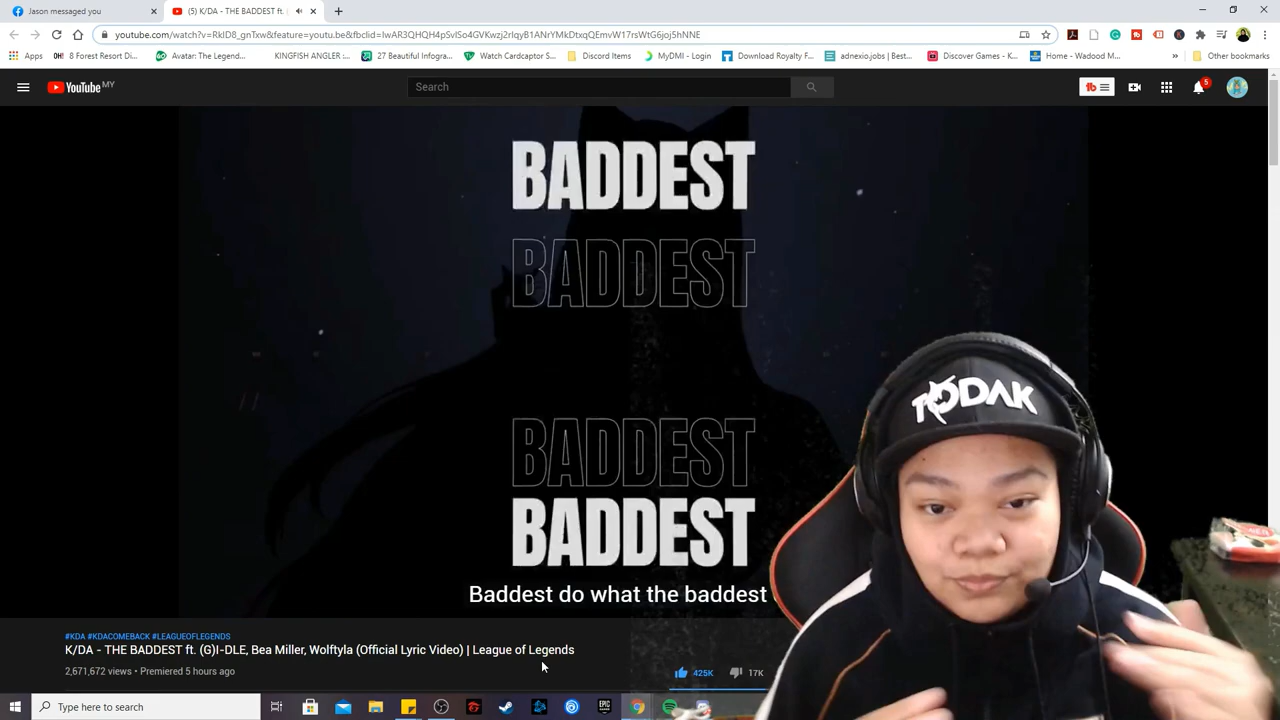 Jason messaged you
(5) K/DA - THE BADDEST ft.
youtube.com/watch?v=RkID8_gnTxw&feature=youtu.be&fbclid=IwAR3QHQH4pSvlSo4GVKwzj2rIqyB1ANrYMkDtxqQEmvW17rsWtG6joj5hNNE
Apps
OH! 8 Forest Resort Di...
Avatar: The Legend...
KINGFISH ANGLER :...
27 Beautiful Infogra...
Watch Cardcaptor S...
Discord Items
MyDMI - Login
Download Royalty F...
adnexio.jobs | Best...
Discover Games - K...
Home - Wadood M...
»
Other bookmarks
YouTube MY
Search
5
BADDEST
BADDEST
BADDEST
BADDEST
TODAK
Baddest do what the baddest
#KDA #KDACOMEBACK #LEAGUEOFLEGENDS
K/DA - THE BADDEST ft. (G)I-DLE, Bea Miller, Wolftyla (Official Lyric Video) | League of Legends
2,671,672 views • Premiered 5 hours ago
425K
17K
Type here to search
EPIC